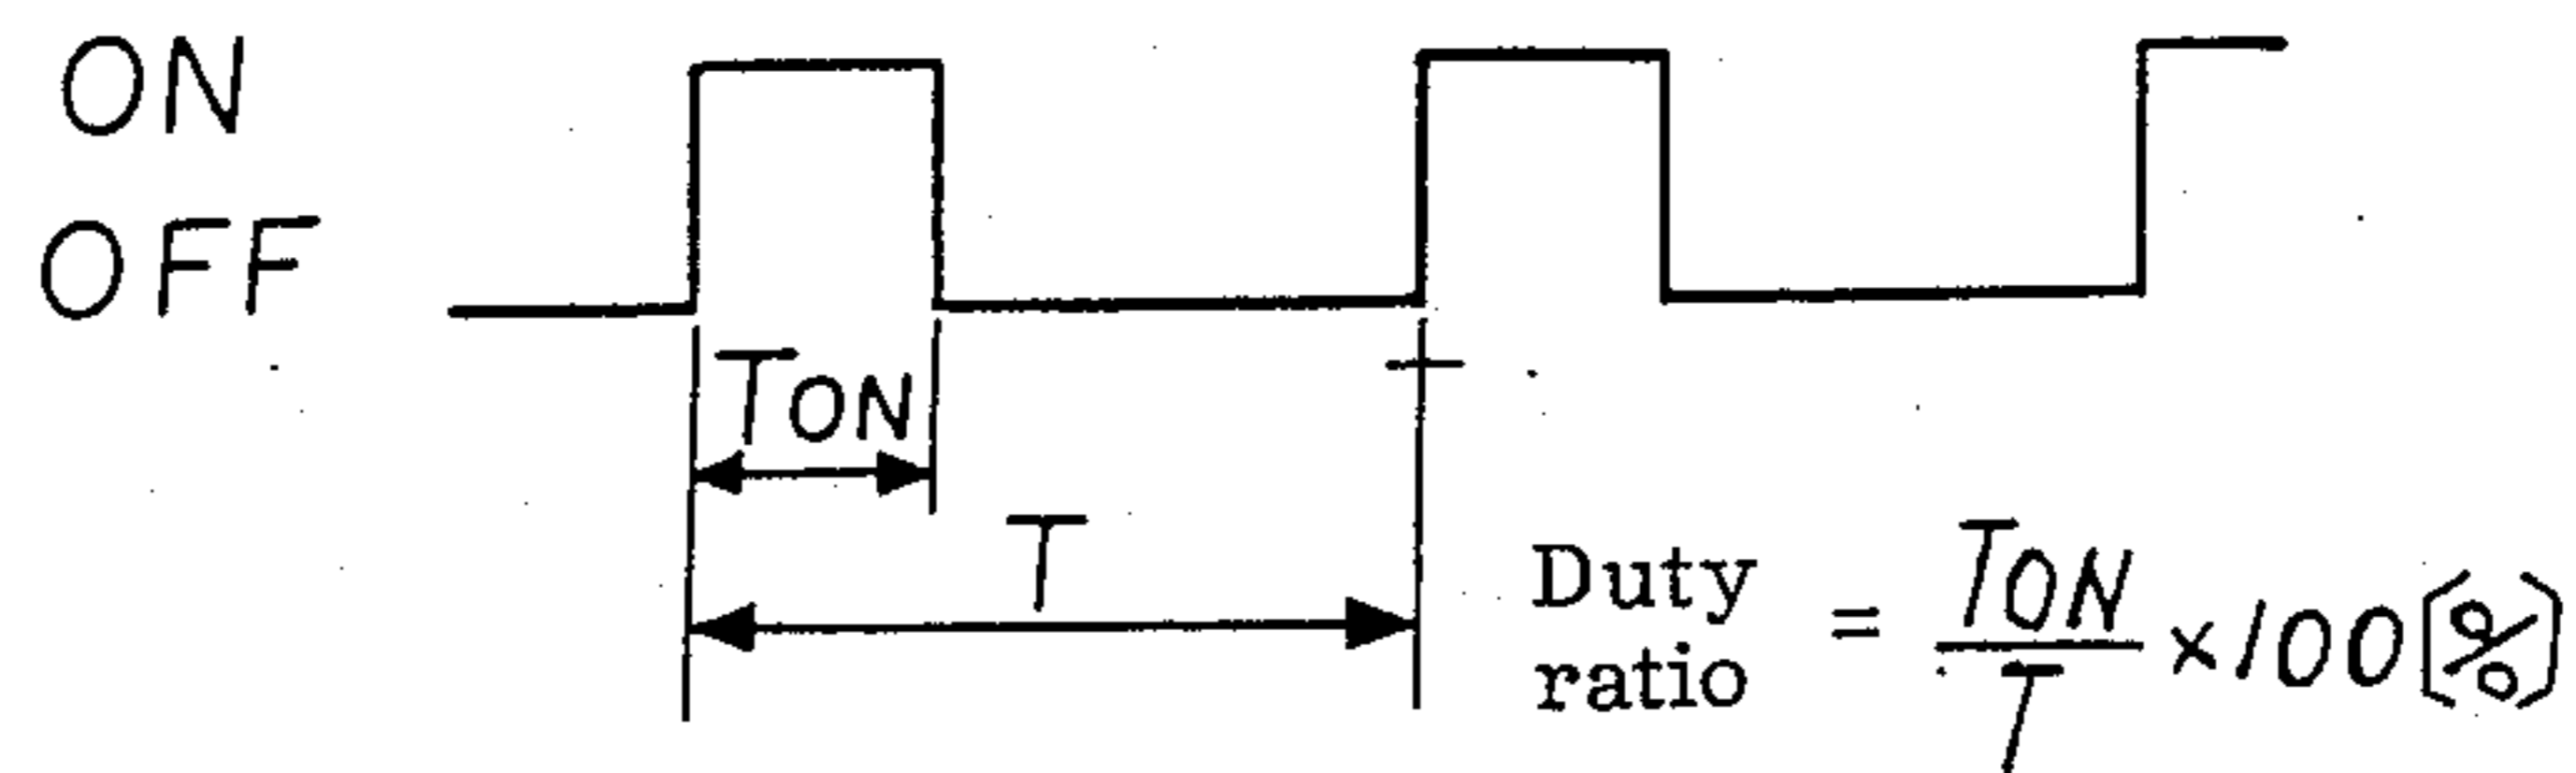 ON
OFF
TON
T
Duty ratio = TON/T ×100 [%]